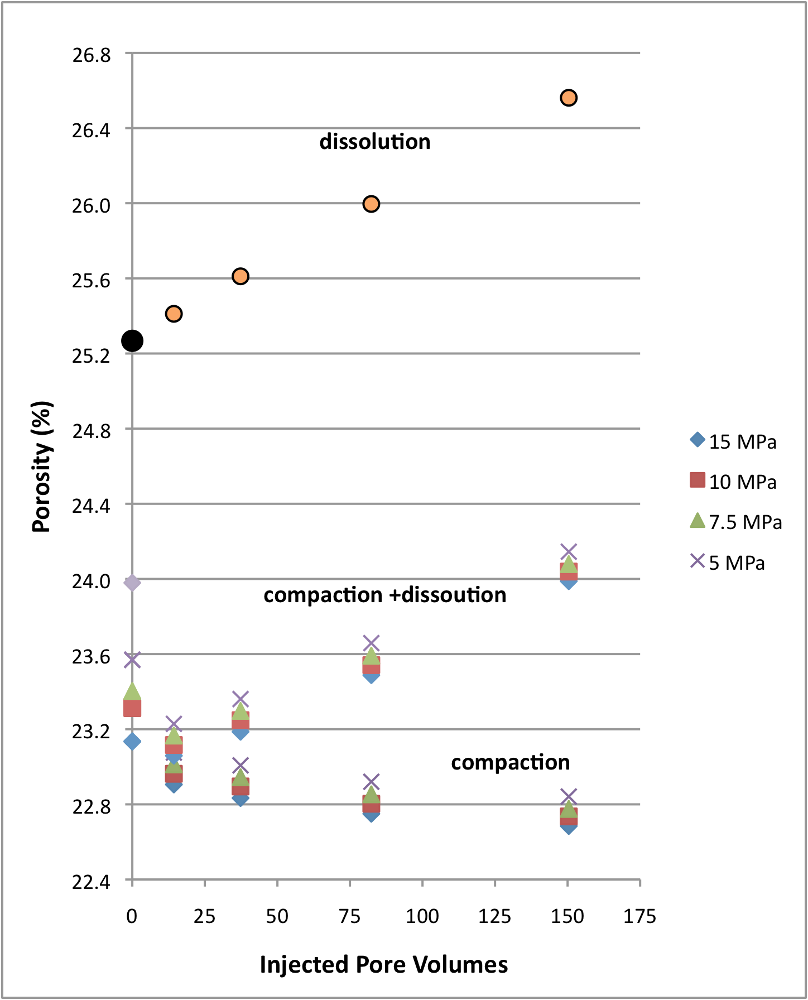 26.8
26.4
dissolution
26.0
25.6
25.2
24.8
24.4
24.0
compaction +dissoution
23.6
23.2
compaction
22.8
22.4
0 25 50 75 100 125 150 175
Injected Pore Volumes
Porosity (%)
15 MPa
10 MPa
7.5 MPa
5 MPa